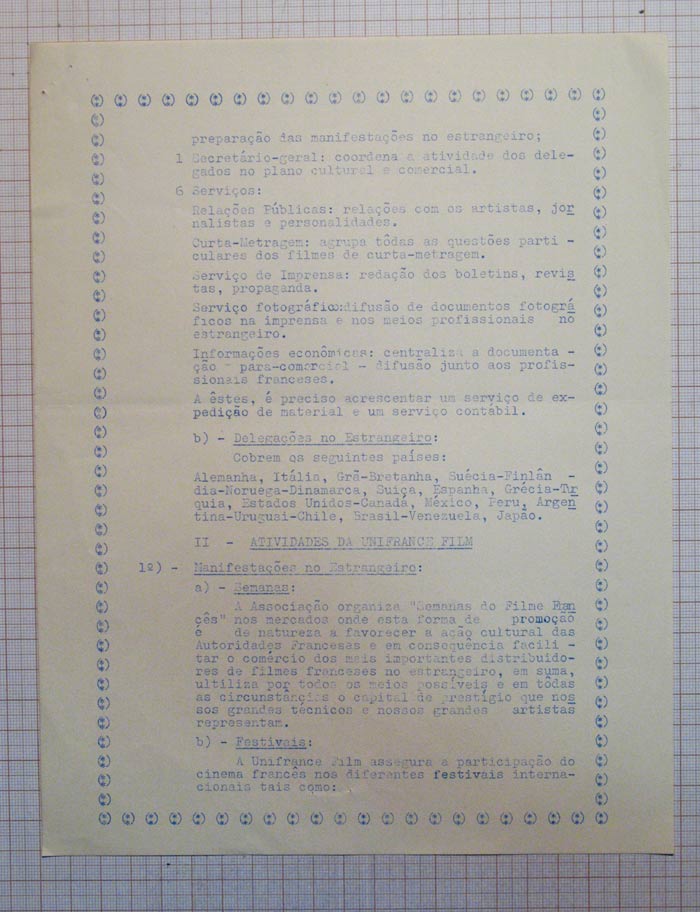 preparação das manifestações no estrangeiro;
1 Secretário-geral: coordena a atividade dos dele-
gados no plano cultural e comercial.
6 Serviços:
Relações Públicas: relações com os artistas, jor
nalistas e personalidades.
Curta-Metragem: agrupa tôdas as questões parti -
culares dos filmes de curta-metragem.
Serviço de Imprensa: redação dos boletins, revis
tas, propaganda.
Serviço fotográfico:difusão de documentos fotográ
ficos na imprensa e nos meios profissionais no
estrangeiro.
Informações econômicas: centraliza a documenta -
ção - para-comercial - difusão junto aos profis-
sionais franceses.
A êstes, é preciso acrescentar um serviço de ex-
pedição de material e um serviço contábil.
b) - Delegações no Estrangeiro:
Cobrem os seguintes países:
Alemanha, Itália, Grã-Bretanha, Suécia-Finlân -
dia-Noruega-Dinamarca, Suiça, Espanha, Grécia-Tur
quia, Estados Unidos-Canadá, México, Peru, Argen
tina-Uruguai-Chile, Brasil-Venezuela, Japão.
II - ATIVIDADES DA UNIFRANCE FILM
1º) - Manifestações no Estrangeiro:
a) - Semanas:
A Associação organiza "Semanas do Filme Fran
cês" nos mercados onde esta forma de promoção
é de natureza a favorecer a ação cultural das
Autoridades Francesas e em consequência facili -
tar o comércio dos mais importantes distribuido-
res de filmes franceses no estrangeiro, em suma,
ultiliza por todos os meios possíveis e em tôdas
as circunstâncias o capital de prestígio que nos
sos grandes técnicos e nossos grandes artistas
representam.
b) - Festivais:
A Unifrance Film assegura a participação do
cinema francês nos diferentes festivais interna-
cionais tais como: